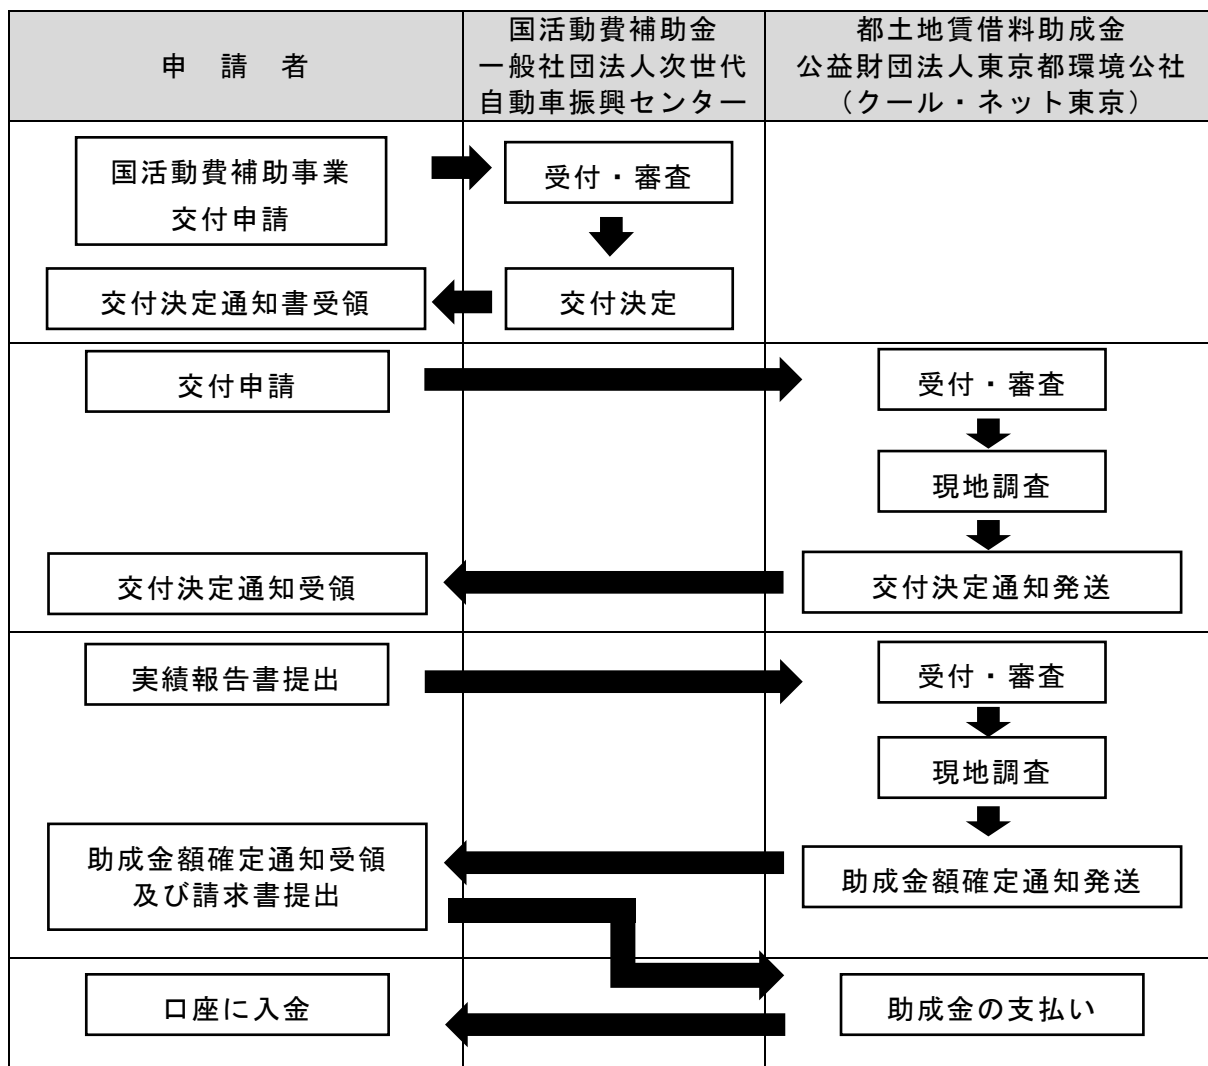 申　請　者
国活動費補助金
一般社団法人次世代
自動車振興センター
都土地賃借料助成金
公益財団法人東京都環境公社
（クール・ネット東京）
国活動費補助事業
交付申請
受付・審査
交付決定通知書受領
交付決定
交付申請
受付・審査
現地調査
交付決定通知受領
交付決定通知発送
実績報告書提出
受付・審査
現地調査
助成金額確定通知受領
及び請求書提出
助成金額確定通知発送
口座に入金
助成金の支払い